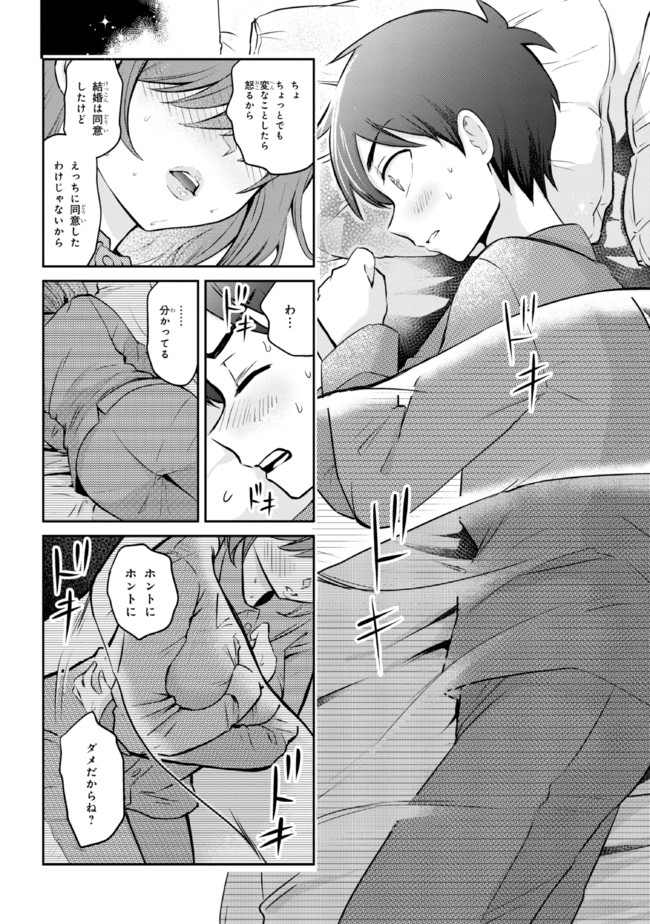 ちょ
ちょっとでも
変なことしたら
怒るから
結婚は同意
したけど
えっちに同意した
わけじゃないから
ドキ
ドキ
わ…
……
分かってる
ドキ
ドキ
ドキ
ドキ
ホントに
ホントに
ダメだからね?
ドキ